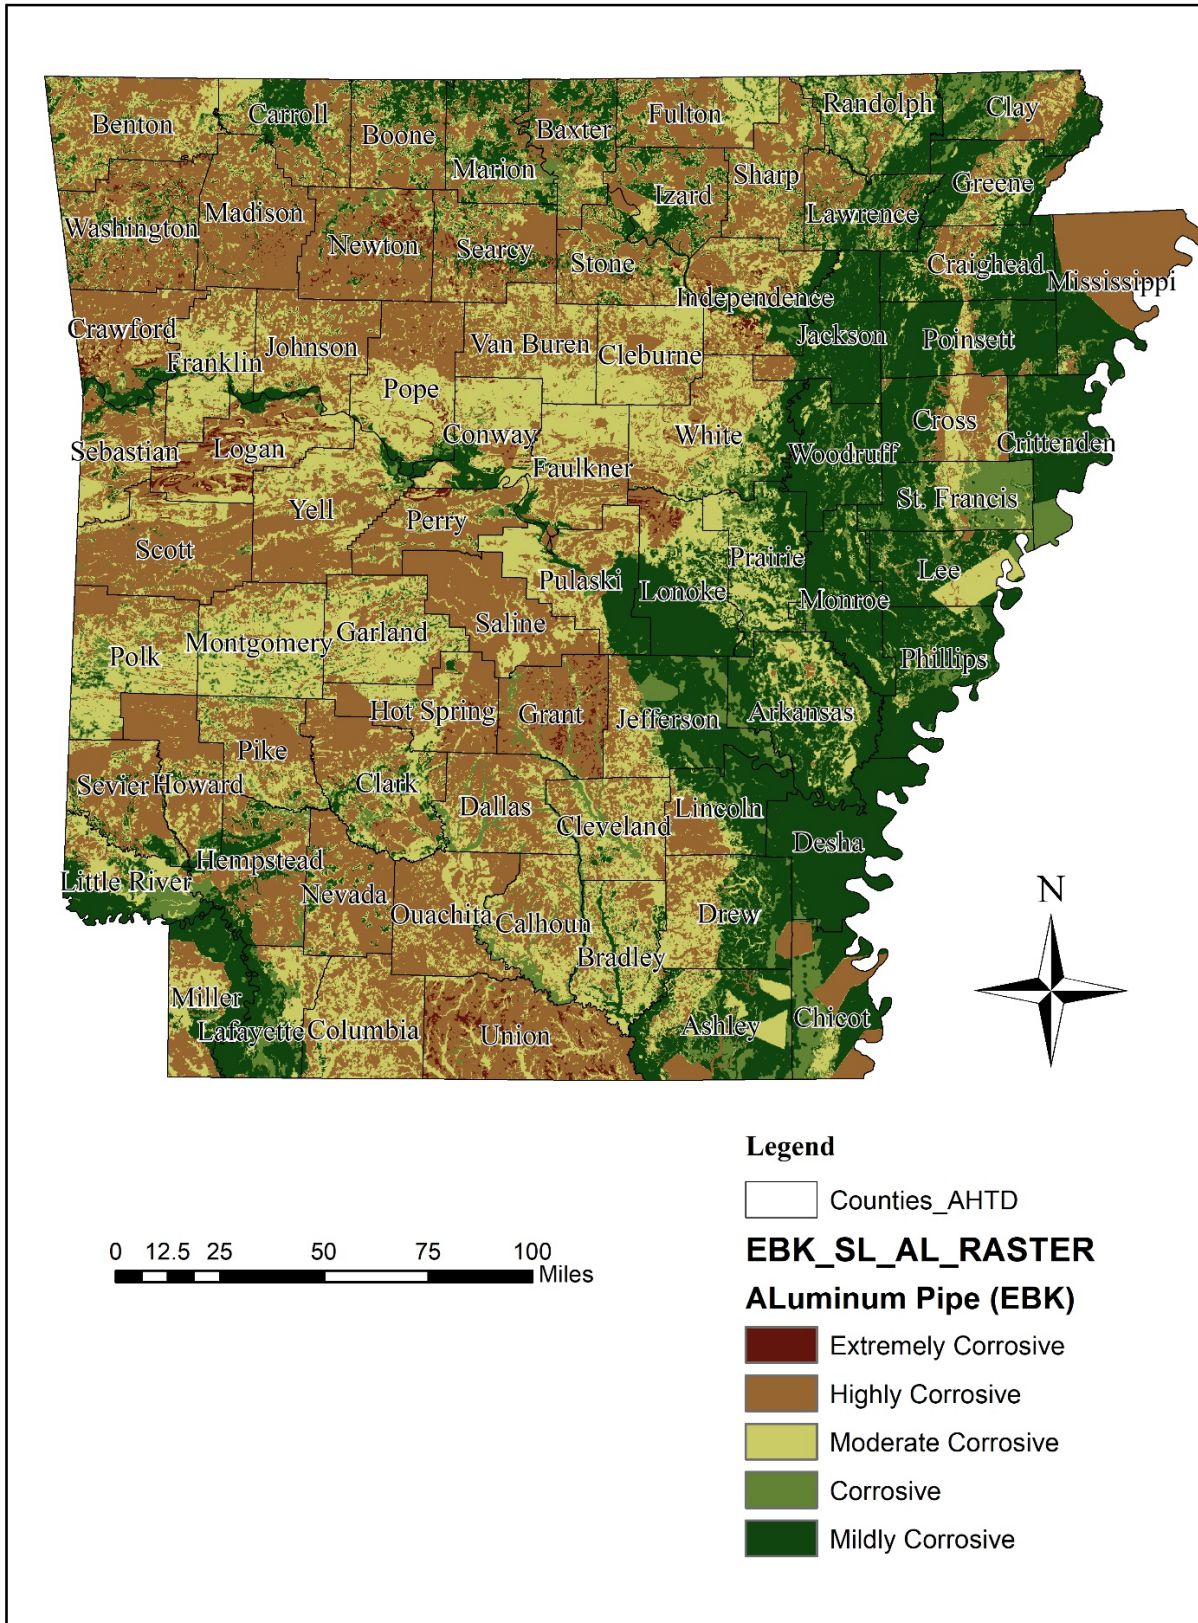 Benton
Carroll
Boone
Baxter
Fulton
Randolph
Clay
Marion
Izard
Sharp
Greene
Washington
Madison
Newton
Searcy
Stone
Lawrence
Craighead
Mississippi
Independence
Crawford
Franklin
Johnson
Van Buren
Cleburne
Jackson
Poinsett
Pope
Sebastian
Logan
Conway
Faulkner
White
Woodruff
Cross
Crittenden
St. Francis
Yell
Perry
Scott
Pulaski
Lonoke
Prairie
Monroe
Lee
Polk
Montgomery
Garland
Saline
Phillips
Hot Spring
Grant
Jefferson
Arkansas
Pike
Sevier
Howard
Clark
Dallas
Cleveland
Lincoln
Desha
Hempstead
Little River
Nevada
Ouachita
Calhoun
Bradley
Drew
N
Miller
Lafayette
Columbia
Union
Ashley
Chicot
Legend
Counties_AHTD
EBK_SL_AL_RASTER
ALuminum Pipe (EBK)
Extremely Corrosive
Highly Corrosive
Moderate Corrosive
Corrosive
Mildly Corrosive
0 12.5 25 50 75 100
Miles